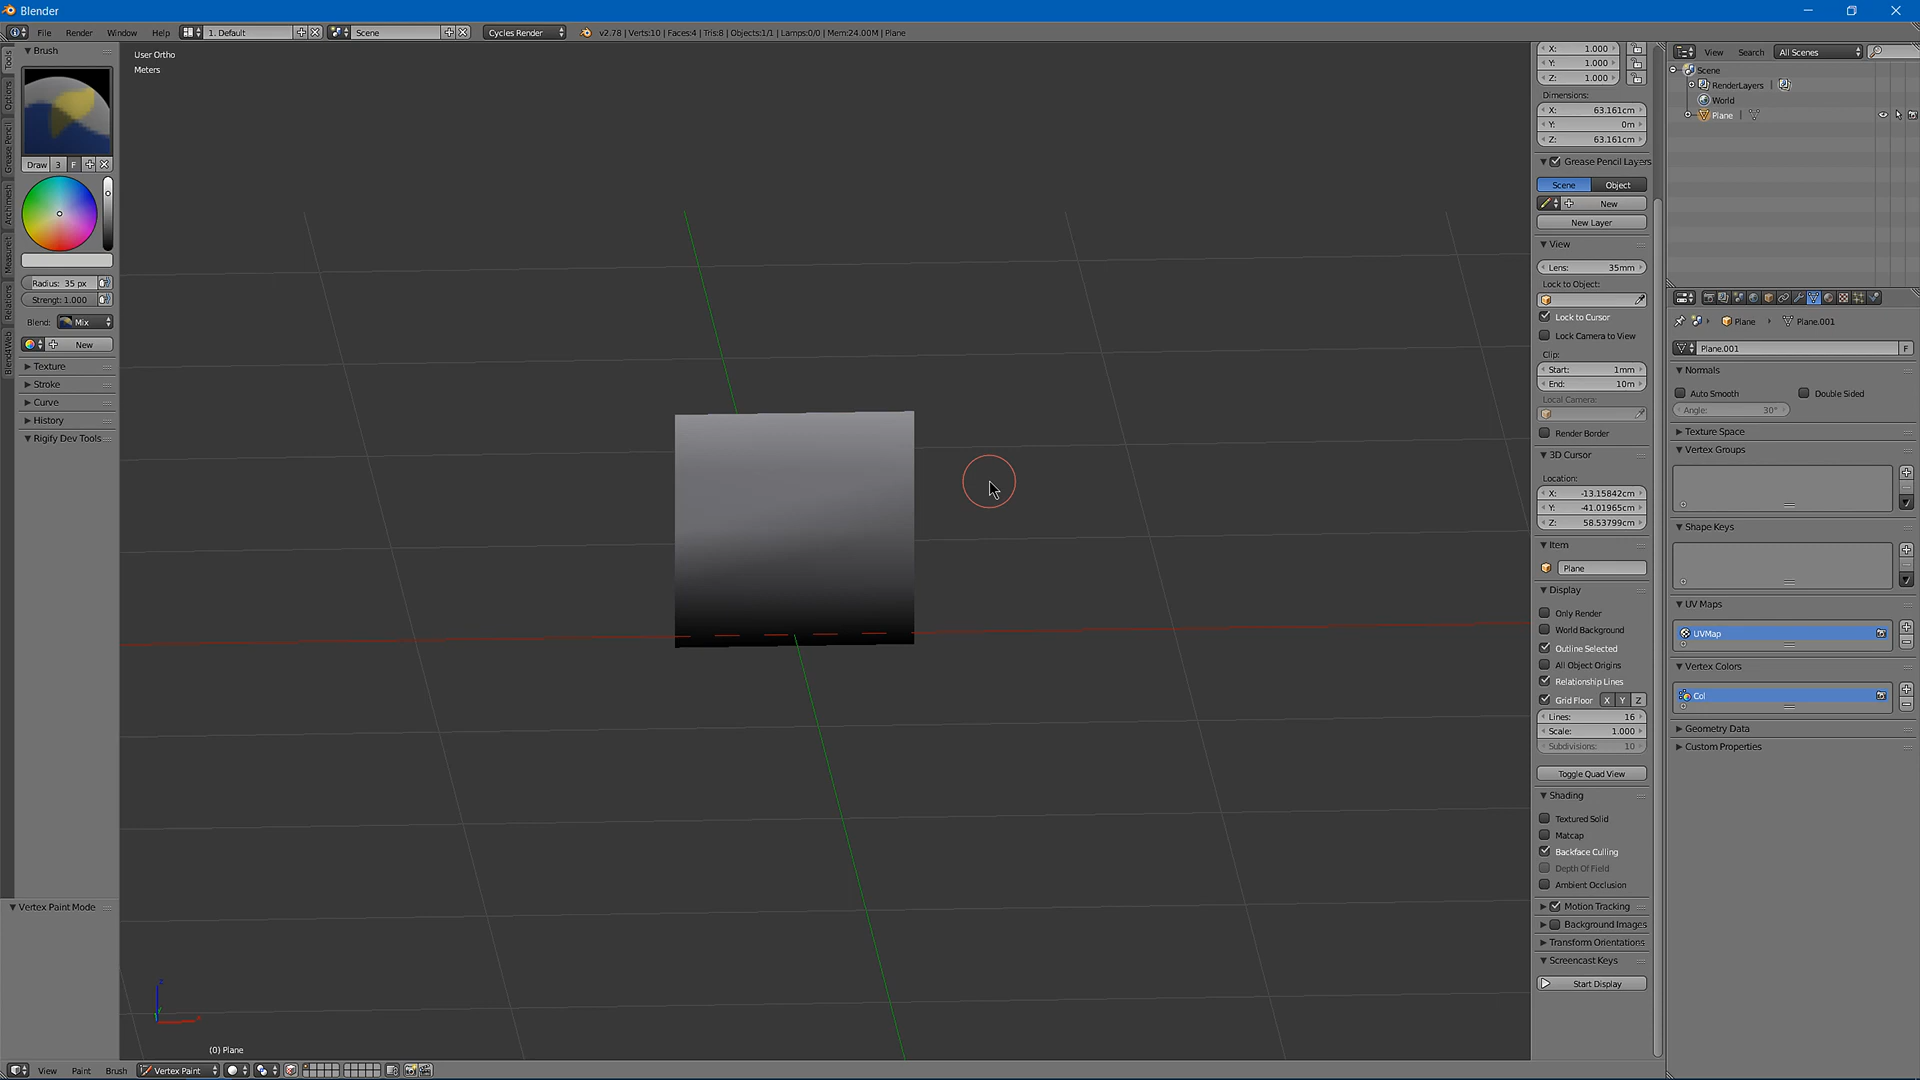 Blender
File Render Window Help 1. Default Scene Cycles Render v2.78 | Verts:10 | Faces:4 | Tris:8 | Objects:1/1 | Lamps:0/0 | Mem:24.00M | Plane
Tools
Options
Grease Pencil
Archimesh
Measureit
Relations
Blend4Web
Brush
Draw 3 F
Radius: 35 px
Strengt: 1.000
Blend: Mix
New
Texture
Stroke
Curve
History
Rigify Dev Tools
Vertex Paint Mode
User Ortho
Meters
(0) Plane
X: 1.000
Y: 1.000
Z: 1.000
Dimensions:
X: 63.161cm
Y: 0m
Z: 63.161cm
Grease Pencil Layers
Scene Object
New
New Layer
View
Lens: 35mm
Lock to Object:
Lock to Cursor
Lock Camera to View
Clip:
Start: 1mm
End: 10m
Local Camera:
Render Border
3D Cursor
Location:
X: -13.15842cm
Y: -41.01965cm
Z: 58.53799cm
Item
Plane
Display
Only Render
World Background
Outline Selected
All Object Origins
Relationship Lines
Grid Floor X Y Z
Lines: 16
Scale: 1.000
Subdivisions: 10
Toggle Quad View
Shading
Textured Solid
Matcap
Backface Culling
Depth Of Field
Ambient Occlusion
Motion Tracking
Background Images
Transform Orientations
Screencast Keys
Start Display
View Search All Scenes
Scene
RenderLayers |
World
Plane |
Plane Plane.001
Plane.001 F
Normals
Auto Smooth Double Sided
Angle: 30°
Texture Space
Vertex Groups
Shape Keys
UV Maps
UVMap
Vertex Colors
Col
Geometry Data
Custom Properties
View Paint Brush Vertex Paint